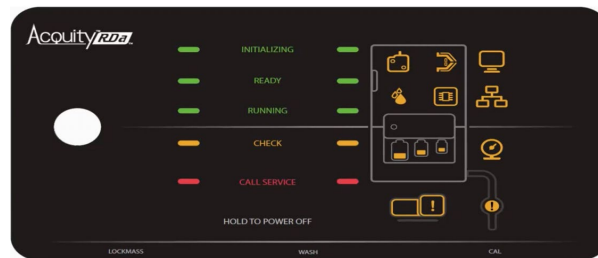 Acquity RDa
INITIALIZING
READY
RUNNING
CHECK
CALL SERVICE
HOLD TO POWER OFF
LOCKMASS WASH CAL